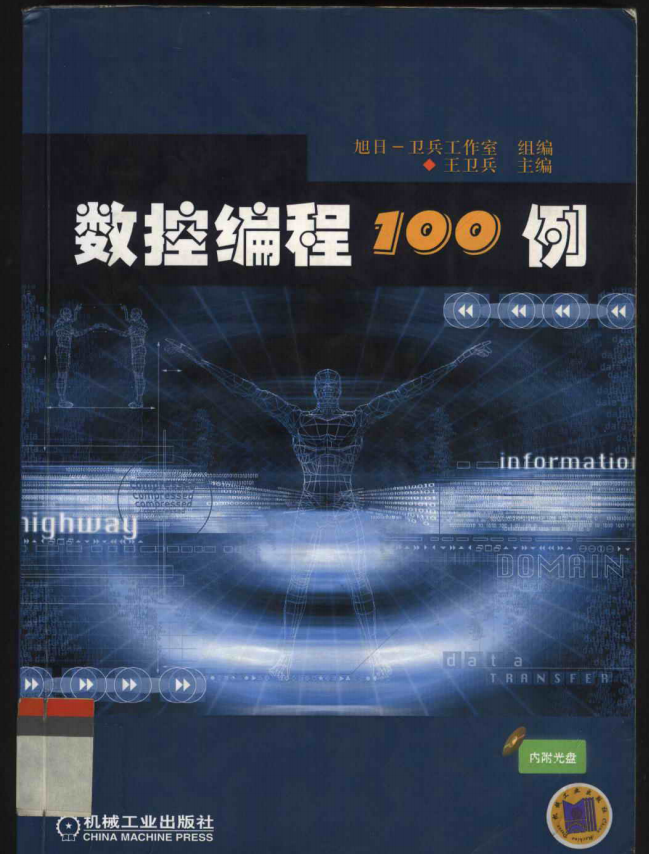 旭日－卫兵工作室 组编
◆王卫兵 主编
数控编程100例
information
compressed
compressed
highway
DOMAIN
data
TRANSFER
内附光盘
机械工业出版社
CHINA MACHINE PRESS